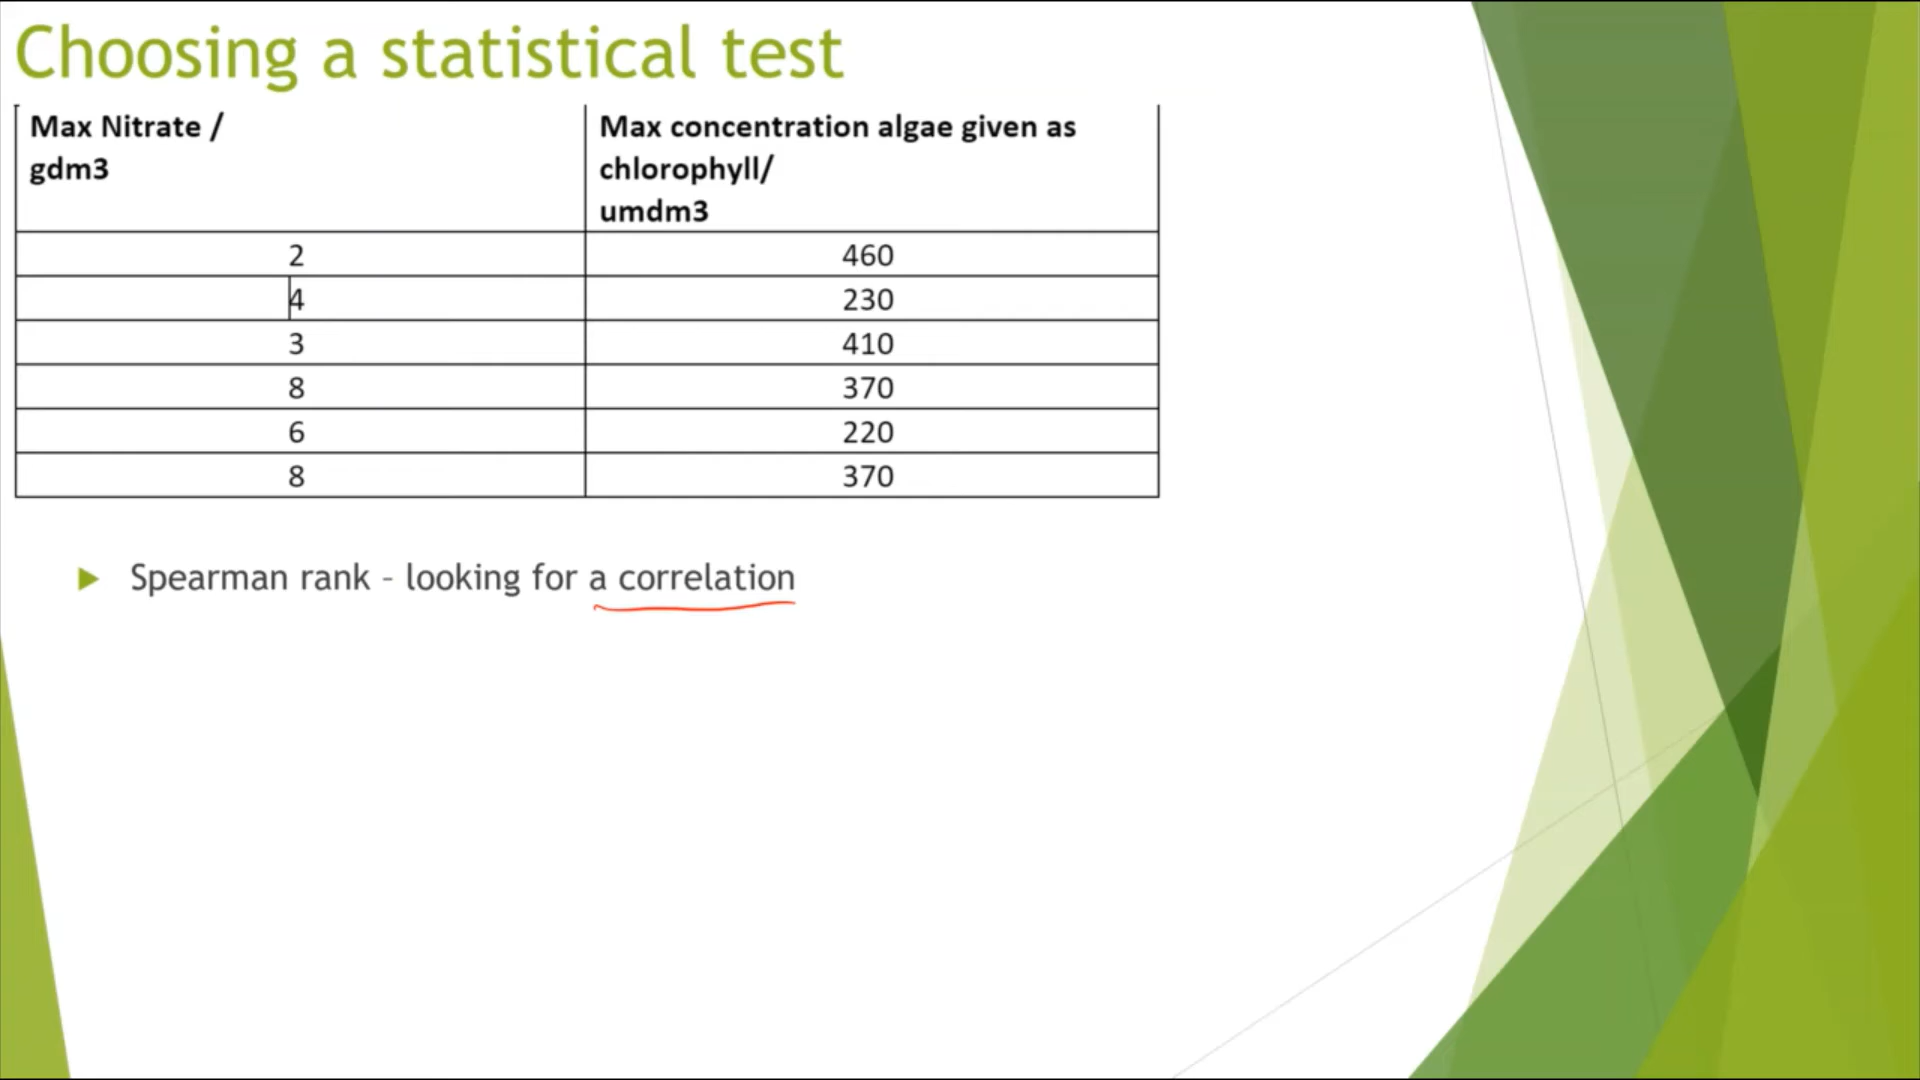 Choosing a statistical test
Max Nitrate /
gdm3
Max concentration algae given as
chlorophyll/
umdm3
2 460
4 230
3 410
8 370
6 220
8 370
Spearman rank – looking for a correlation